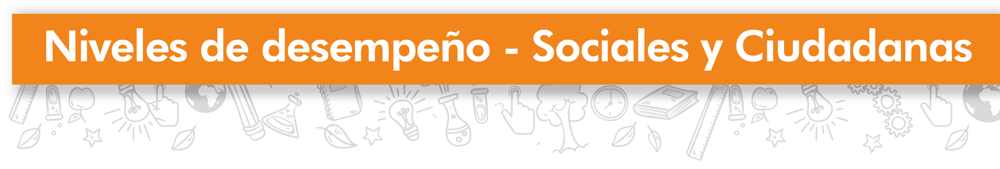 Niveles de desempeño - Sociales y Ciudadanas